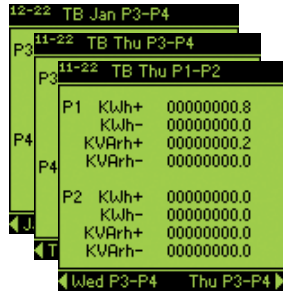 12-22 TB Jan P3-P4
P3
P4
◀J
11-22 TB Thu P3-P4
P3
P4
◀T
11-22 TB Thu P1-P2
P1 KWh+ 00000000.8
KWh- 00000000.0
KVArh+ 00000000.2
KVArh- 00000000.0
P2 KWh+ 00000000.0
KWh- 00000000.0
KVArh+ 00000000.0
KVArh- 00000000.0
◀Wed P3-P4 Thu P3-P4▶